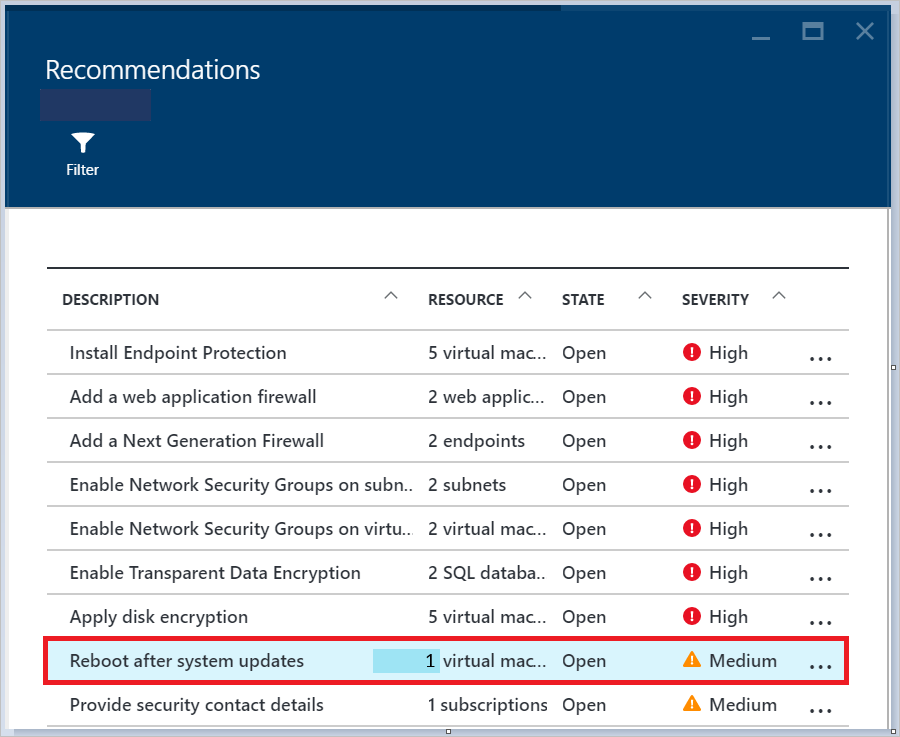 Recommendations
Filter
DESCRIPTION RESOURCE STATE SEVERITY
Install Endpoint Protection 5 virtual mac... Open High ...
Add a web application firewall 2 web applic... Open High ...
Add a Next Generation Firewall 2 endpoints Open High ...
Enable Network Security Groups on subn.. 2 subnets Open High ...
Enable Network Security Groups on virtu... 2 virtual mac... Open High ...
Enable Transparent Data Encryption 2 SQL databa.. Open High ...
Apply disk encryption 5 virtual mac... Open High ...
Reboot after system updates 1 virtual mac... Open Medium ...
Provide security contact details 1 subscriptions Open Medium ...